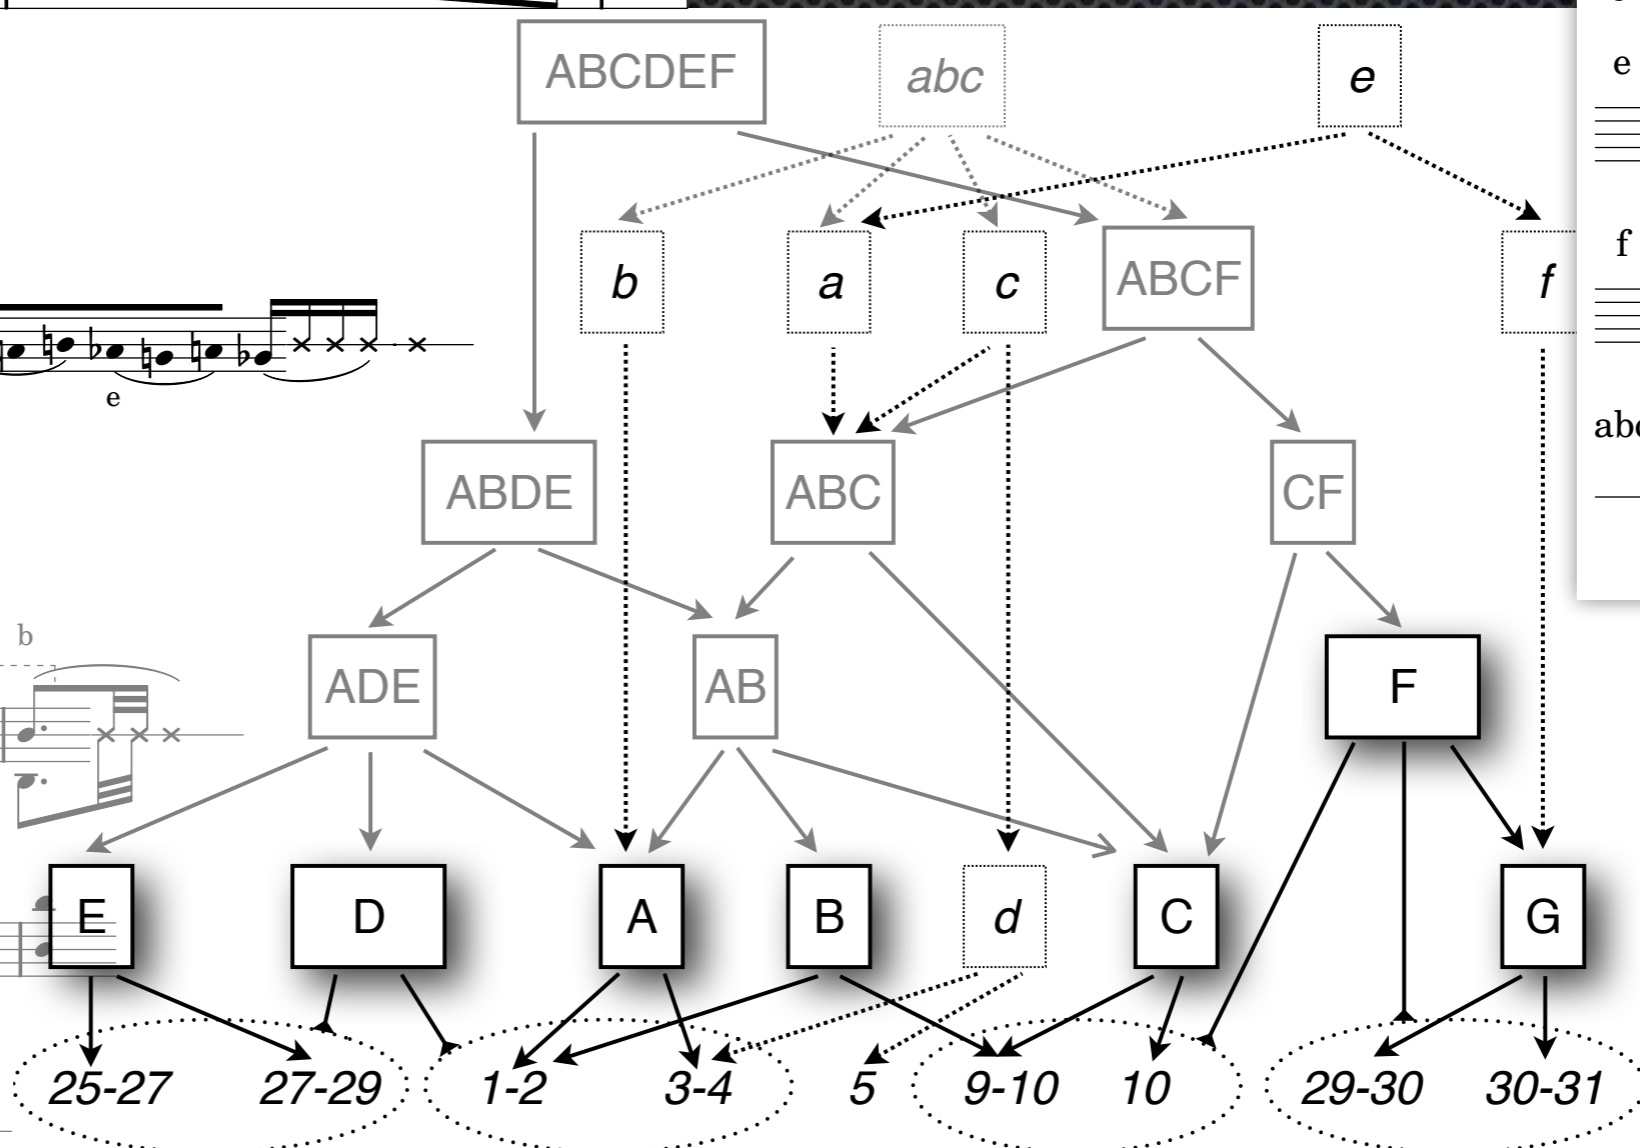 ABCDEF abc e
e
f
b a c ABCF f
e
abc
ABDE ABC CF
b
ADE AB F
E D A B d C G
25-27 27-29 1-2 3-4 5 9-10 10 29-30 30-31